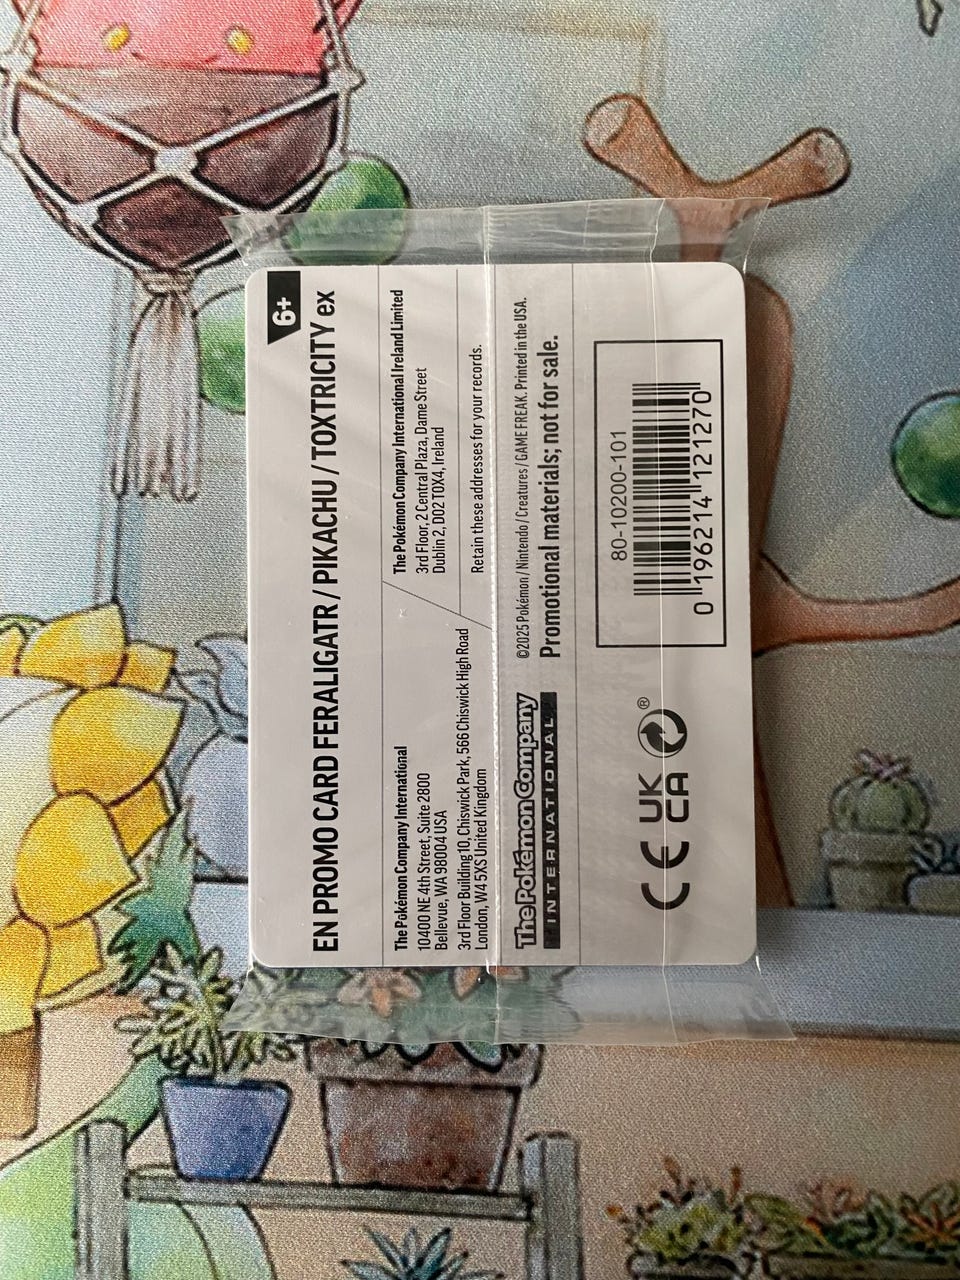 6+
EN PROMO CARD FERALIGATR / PIKACHU / TOXTRICITY ex
The Pokémon Company International
10400 NE 4th Street, Suite 2800
Bellevue, WA 98004 USA
3rd Floor Building10, Chiswick Park, 566 Chiswick High Road
London, W4 5XS United Kingdom
The Pokémon Company International Ireland Limited
3rd Floor, 2 Central Plaza, Dame Street
Dublin 2, D02 T0X4, Ireland
Retain these addresses for your records.
The Pokémon Company
INTERNATIONAL
©2025 Pokémon / Nintendo / Creatures / GAME FREAK. Printed in the USA.
Promotional materials; not for sale.
CE UK
CA ®
80-10200-101
0 196214 121270